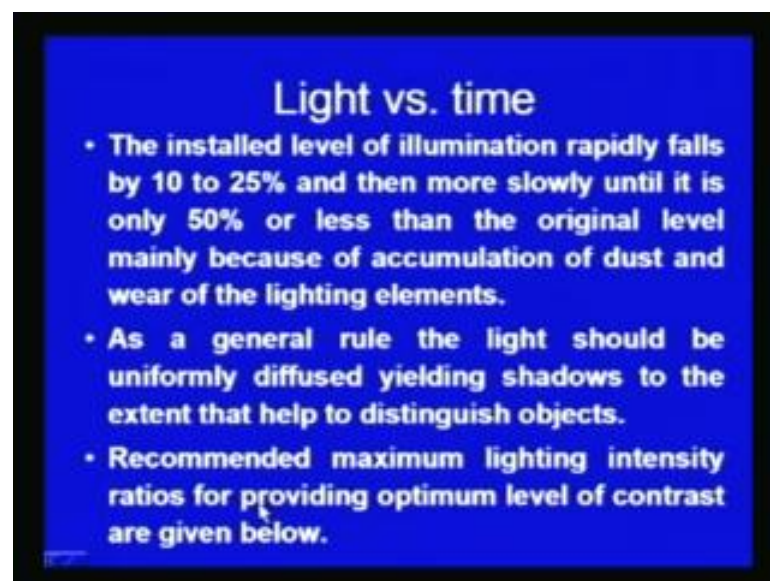 Light vs. time
• The installed level of illumination rapidly falls
by 10 to 25% and then more slowly until it is
only 50% or less than the original level
mainly because of accumulation of dust and
wear of the lighting elements.
• As a general rule the light should be
uniformly diffused yielding shadows to the
extent that help to distinguish objects.
• Recommended maximum lighting intensity
ratios for providing optimum level of contrast
are given below.